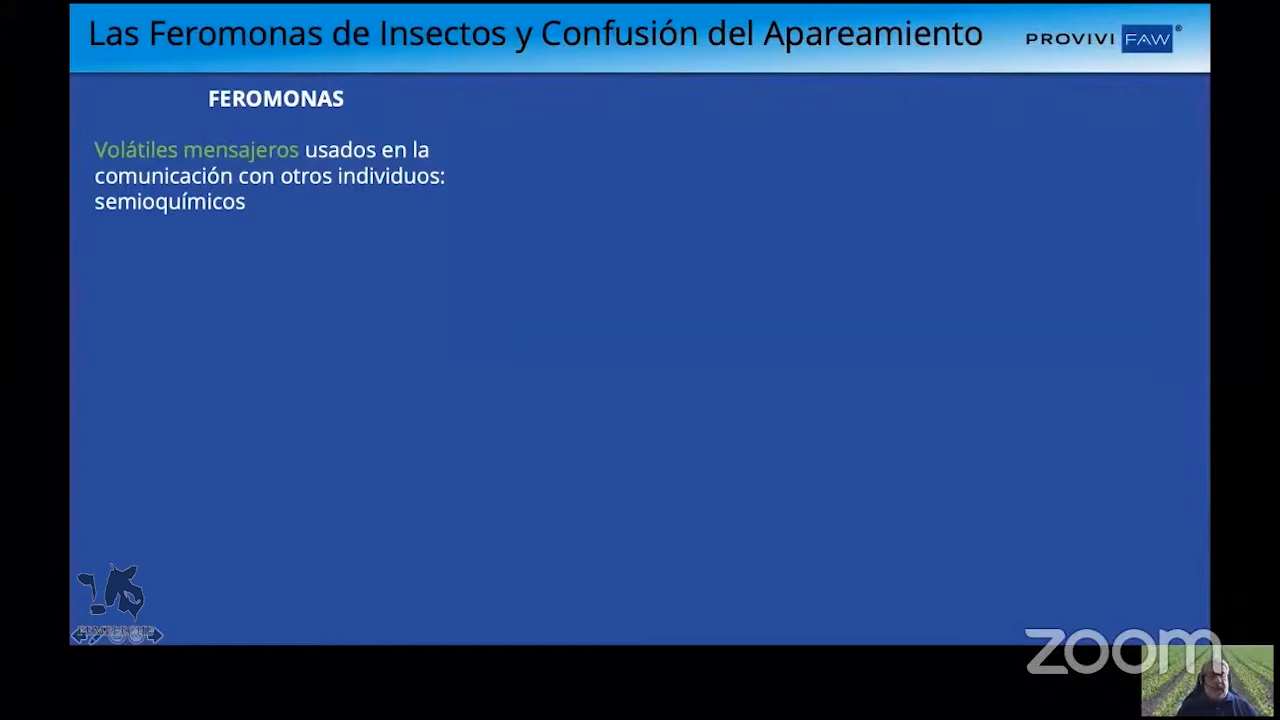 Las Feromonas de Insectos y Confusión del Apareamiento
PROVIVI FAW®
FEROMONAS
Volátiles mensajeros usados en la
comunicación con otros individuos:
semioquímicos
zoom